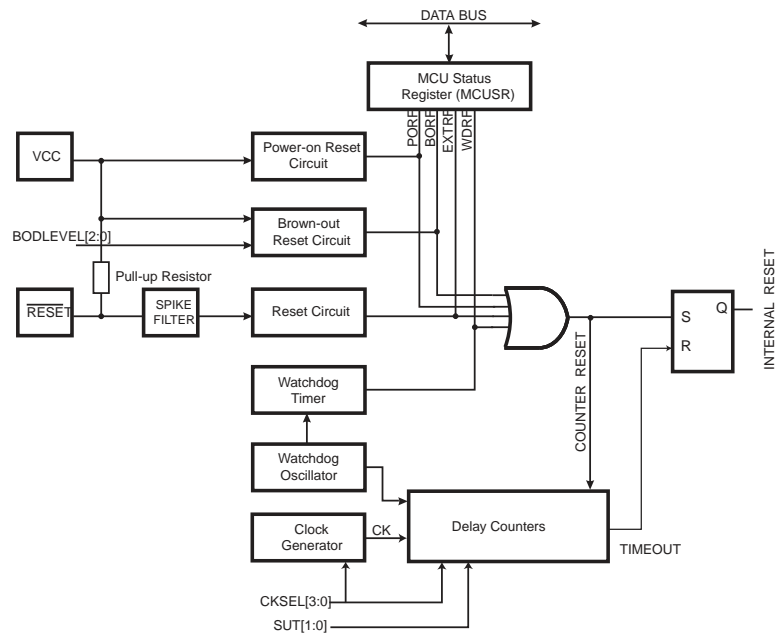 DATA BUS
MCU Status
Register (MCUSR)
PORF
BORF
EXTRF
WDRF
VCC
Power-on Reset
Circuit
Brown-out
Reset Circuit
BODLEVEL[2:0]
Pull-up Resistor
RESET
SPIKE
FILTER
Reset Circuit
S
Q
R
INTERNAL RESET
COUNTER RESET
Watchdog
Timer
Watchdog
Oscillator
Clock
Generator
CK
Delay Counters
TIMEOUT
CKSEL[3:0]
SUT[1:0]